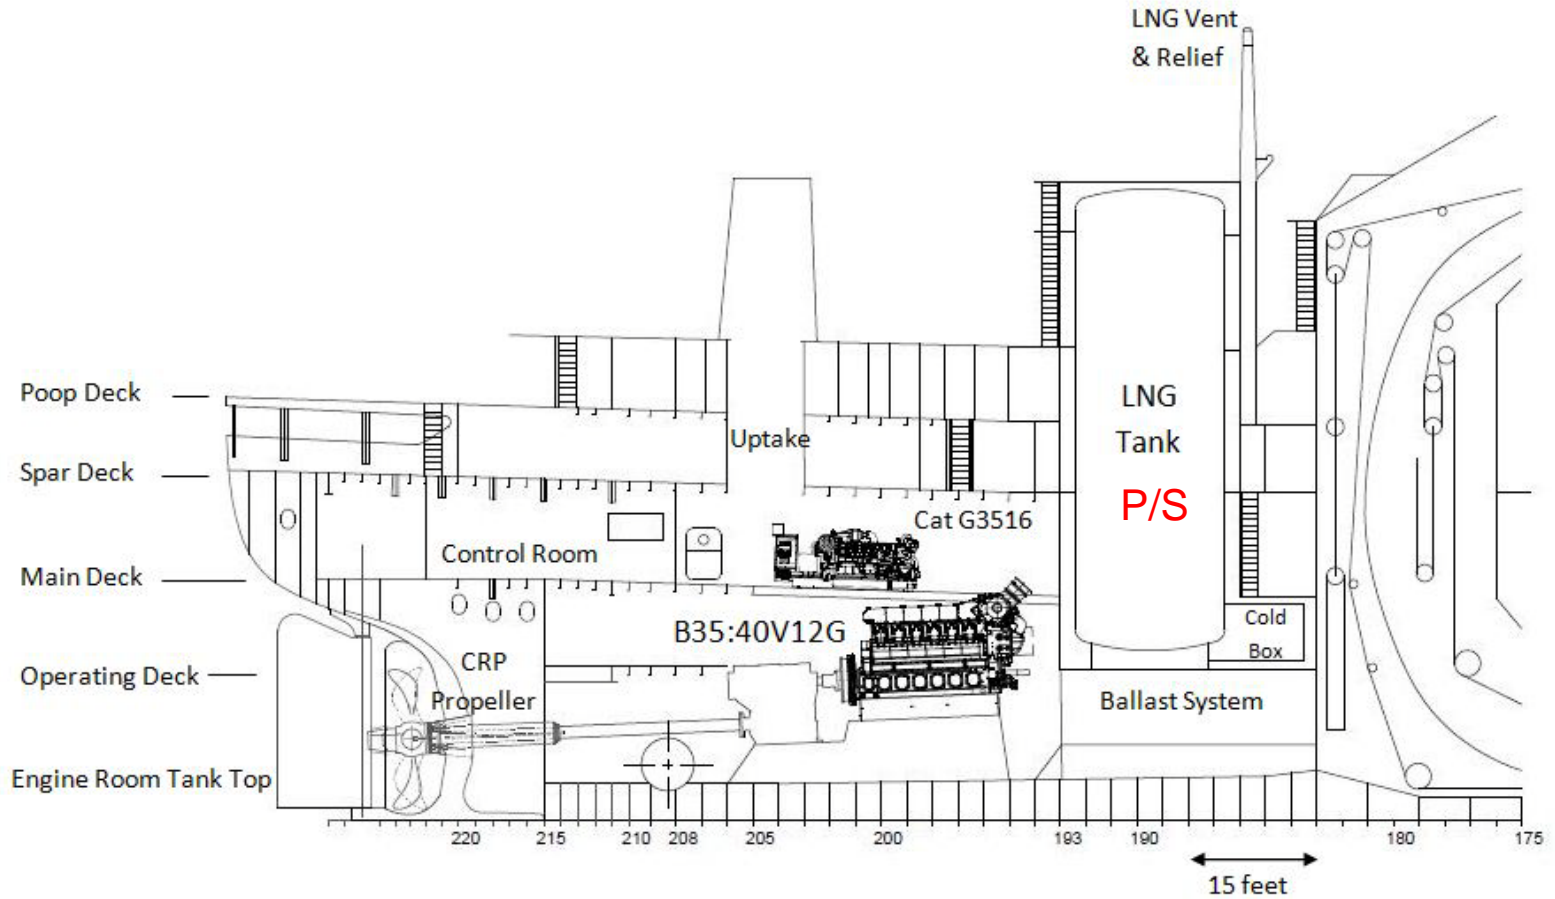 LNG Vent
& Relief
Poop Deck
LNG
Tank
Uptake
Spar Deck
P/S
Cat G3516
Control Room
Main Deck
Cold
B35:40V12G
Box
CRP
Operating Deck
Propeller
Ballast System
Engine Room Tank Top
220 215 210 208 205 200 193 190 180 175
15 feet